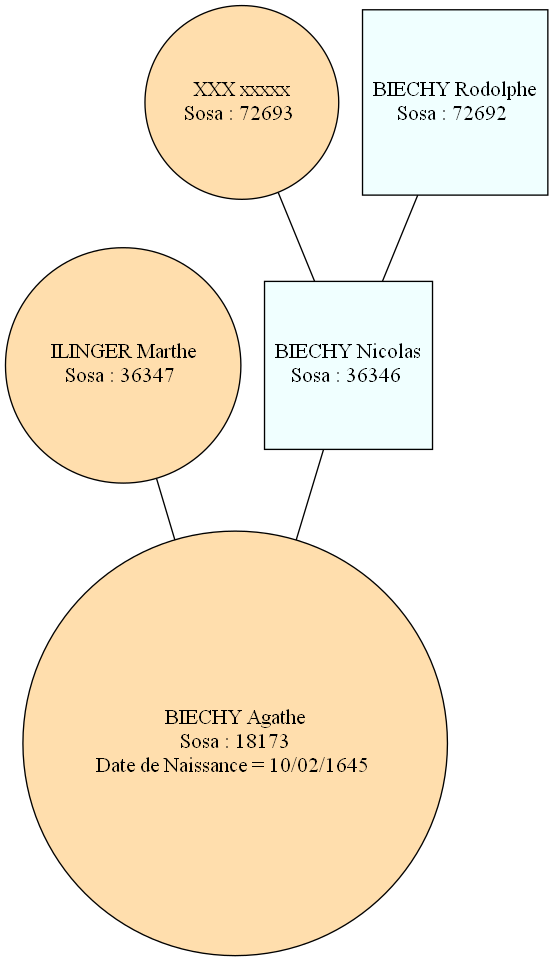 XXX xxxxx
Sosa : 72693
BIECHY Rodolphe
Sosa : 72692
ILINGER Marthe
Sosa : 36347
BIECHY Nicolas
Sosa : 36346
BIECHY Agathe
Sosa : 18173
Date de Naissance = 10/02/1645